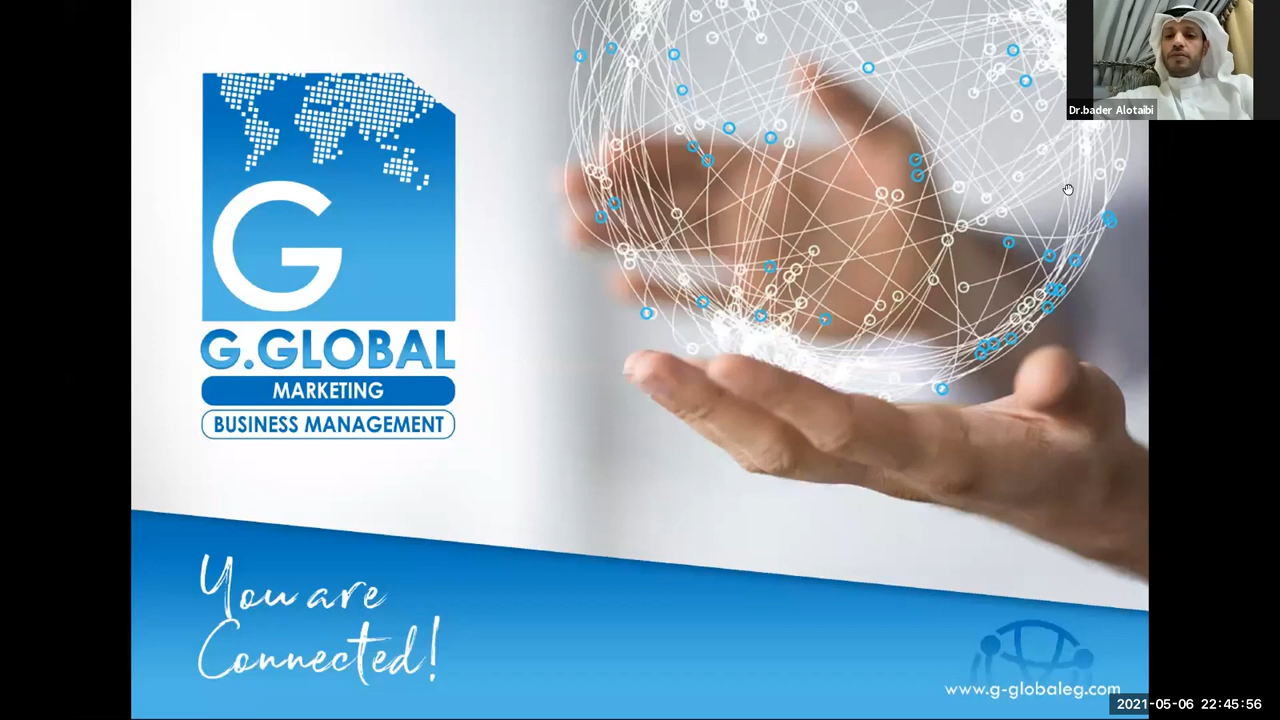 Dr.bader Alotaibi
G
G.GLOBAL
MARKETING
BUSINESS MANAGEMENT
You are
Connected!
www.g-globaleg.com
2021-05-06 22:45:56